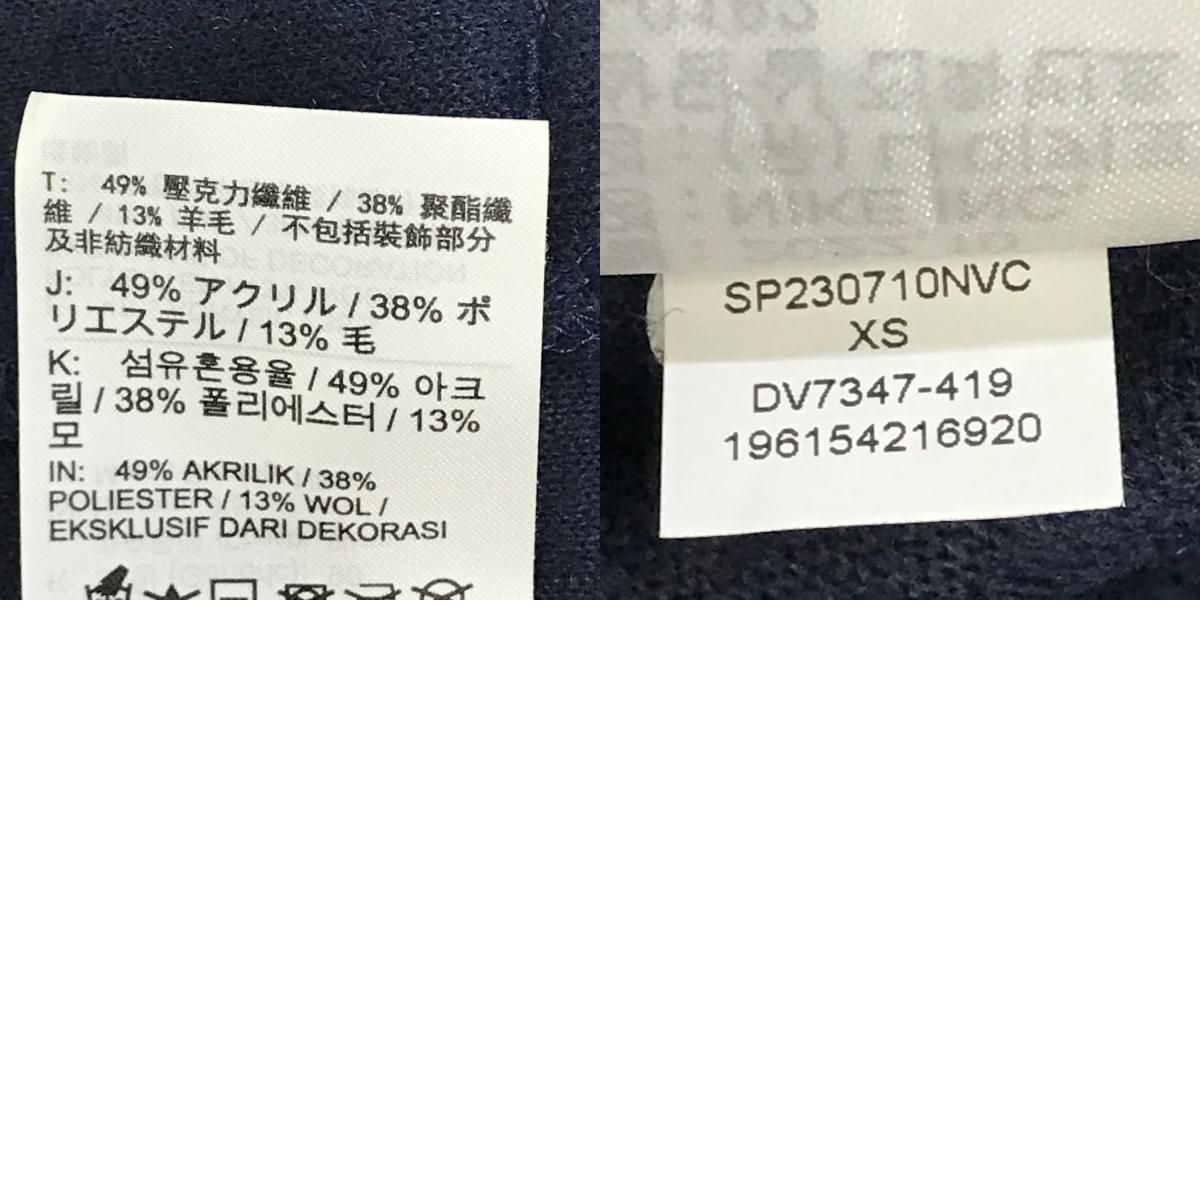 T: 49% 壓克力纖維 / 38% 聚酯纖
維 / 13% 羊毛 / 不包括裝飾部分
及非紡織材料
J: 49% アクリル / 38% ポ
リエステル / 13% 毛
K: 섬유혼용율 / 49% 아크
릴 / 38% 폴리에스터 / 13%
모
IN: 49% AKRILIK / 38%
POLIESTER / 13% WOL /
EKSKLUSIF DARI DEKORASI
SP230710NVC
XS
DV7347-419
196154216920